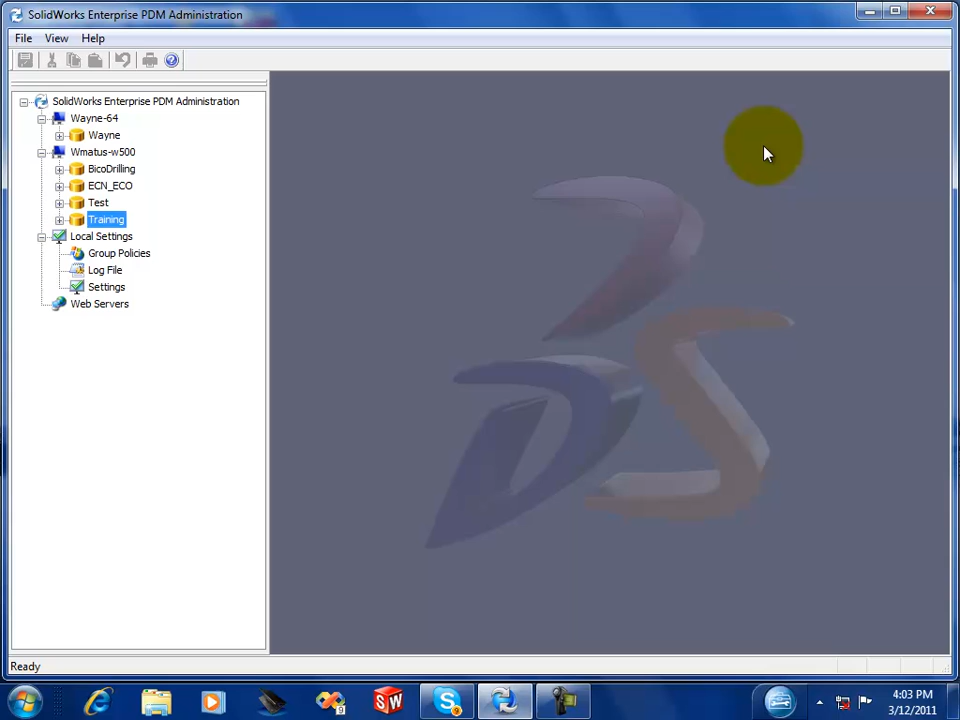 SolidWorks Enterprise PDM Administration
File View Help
SolidWorks Enterprise PDM Administration
Wayne-64
Wayne
Wmatus-w500
BicoDrilling
ECN_ECO
Test
Training
Local Settings
Group Policies
Log File
Settings
Web Servers
Ready
SW
4:03 PM
3/12/2011